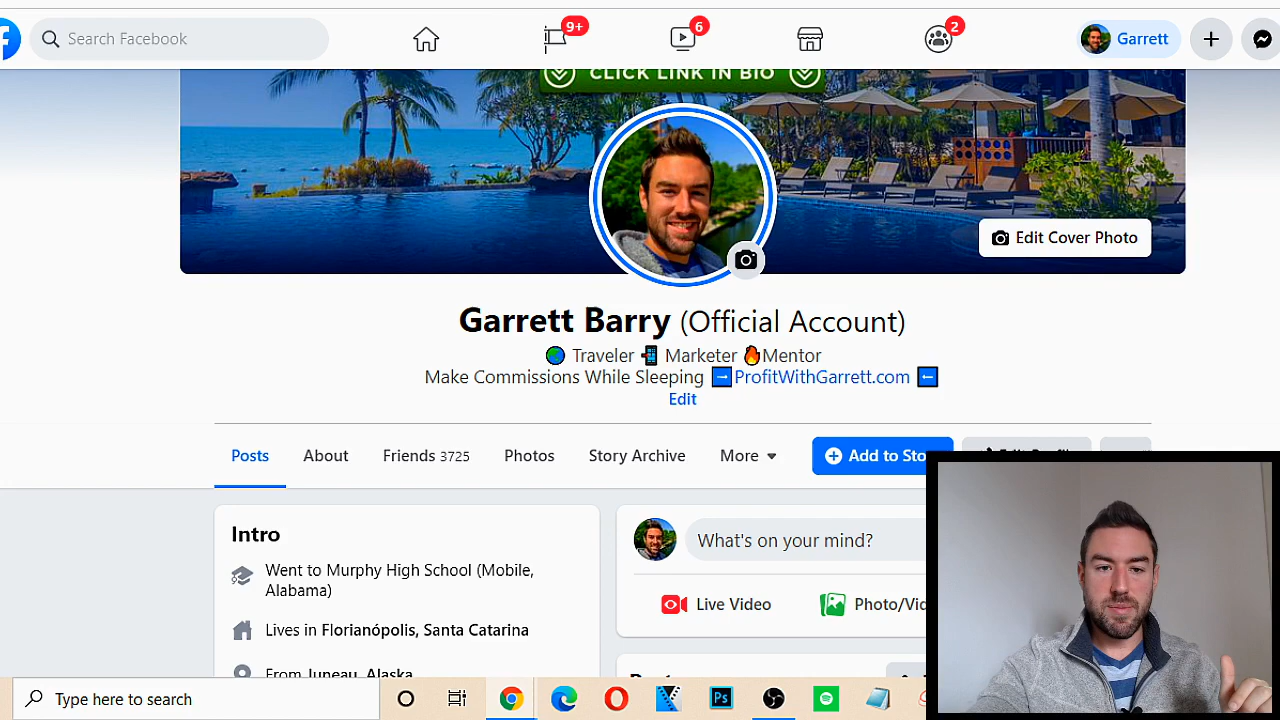 Search Facebook
9+
6
2
Garrett
CLICK LINK IN BIO
Edit Cover Photo
Garrett Barry (Official Account)
Traveler Marketer Mentor
Make Commissions While Sleeping ProfitWithGarrett.com
Edit
Posts
About
Friends 3725
Photos
Story Archive
More
Add to Sto
Intro
Went to Murphy High School (Mobile,
Alabama)
Lives in Florianópolis, Santa Catarina
From Juneau, Alaska
What's on your mind?
Live Video
Photo/Vid
Type here to search
Ps